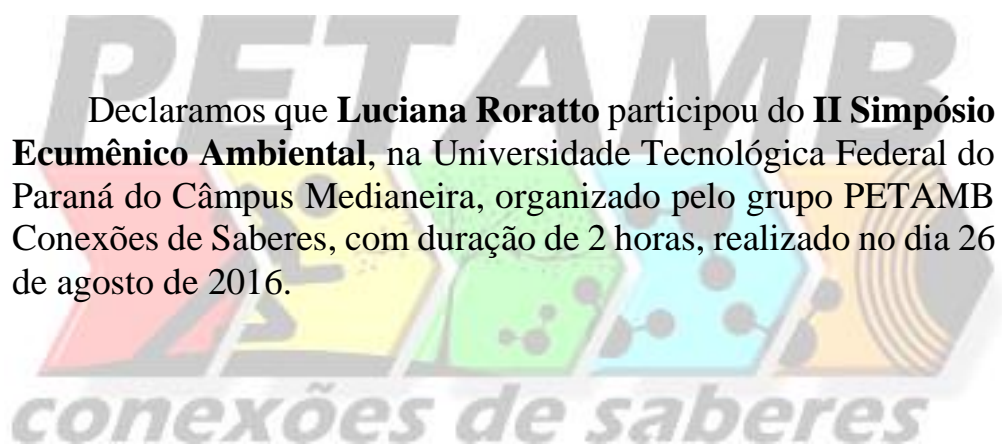 PETAMB
Declaramos que Luciana Roratto participou do II Simpósio
Ecumênico Ambiental, na Universidade Tecnológica Federal do
Paraná do Câmpus Medianeira, organizado pelo grupo PETAMB
Conexões de Saberes, com duração de 2 horas, realizado no dia 26
de agosto de 2016.
conexões de saberes